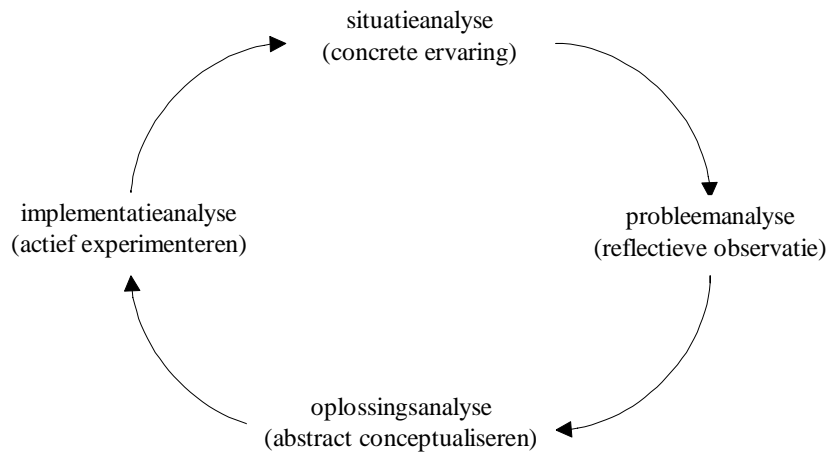 situatieanalyse
(concrete ervaring)
implementatieanalyse
(actief experimenteren)
probleemanalyse
(reflectieve observatie)
oplossingsanalyse
(abstract conceptualiseren)